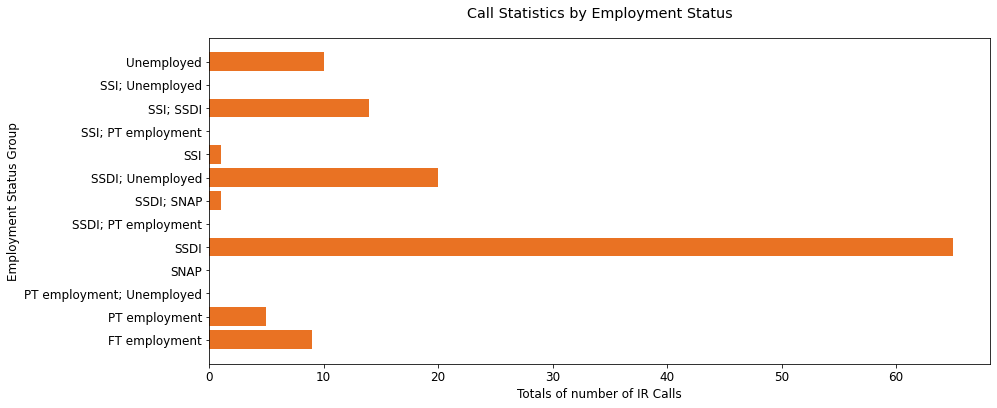 Call Statistics by Employment Status
Employment Status Group
Unemployed
SSI; Unemployed
SSI; SSDI
SSI; PT employment
SSI
SSDI; Unemployed
SSDI; SNAP
SSDI; PT employment
SSDI
SNAP
PT employment; Unemployed
PT employment
FT employment
0 10 20 30 40 50 60
Totals of number of IR Calls